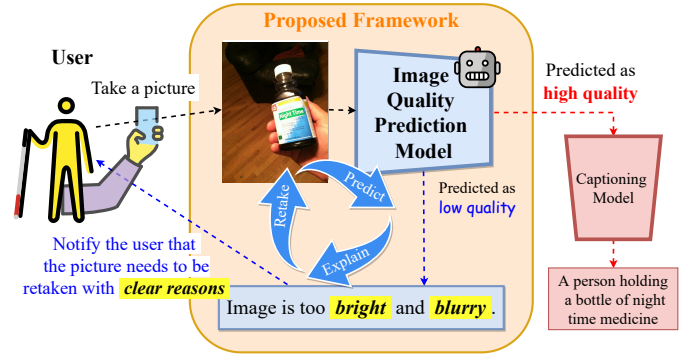 Proposed Framework
User
Take a picture
Night Time
Image
Quality
Prediction
Model
Predicted as
high quality
Captioning
Model
A person holding
a bottle of night
time medicine
Predicted as
low quality
Predict
Explain
Retake
Notify the user that
the picture needs to be
retaken with clear reasons
Image is too bright and blurry.